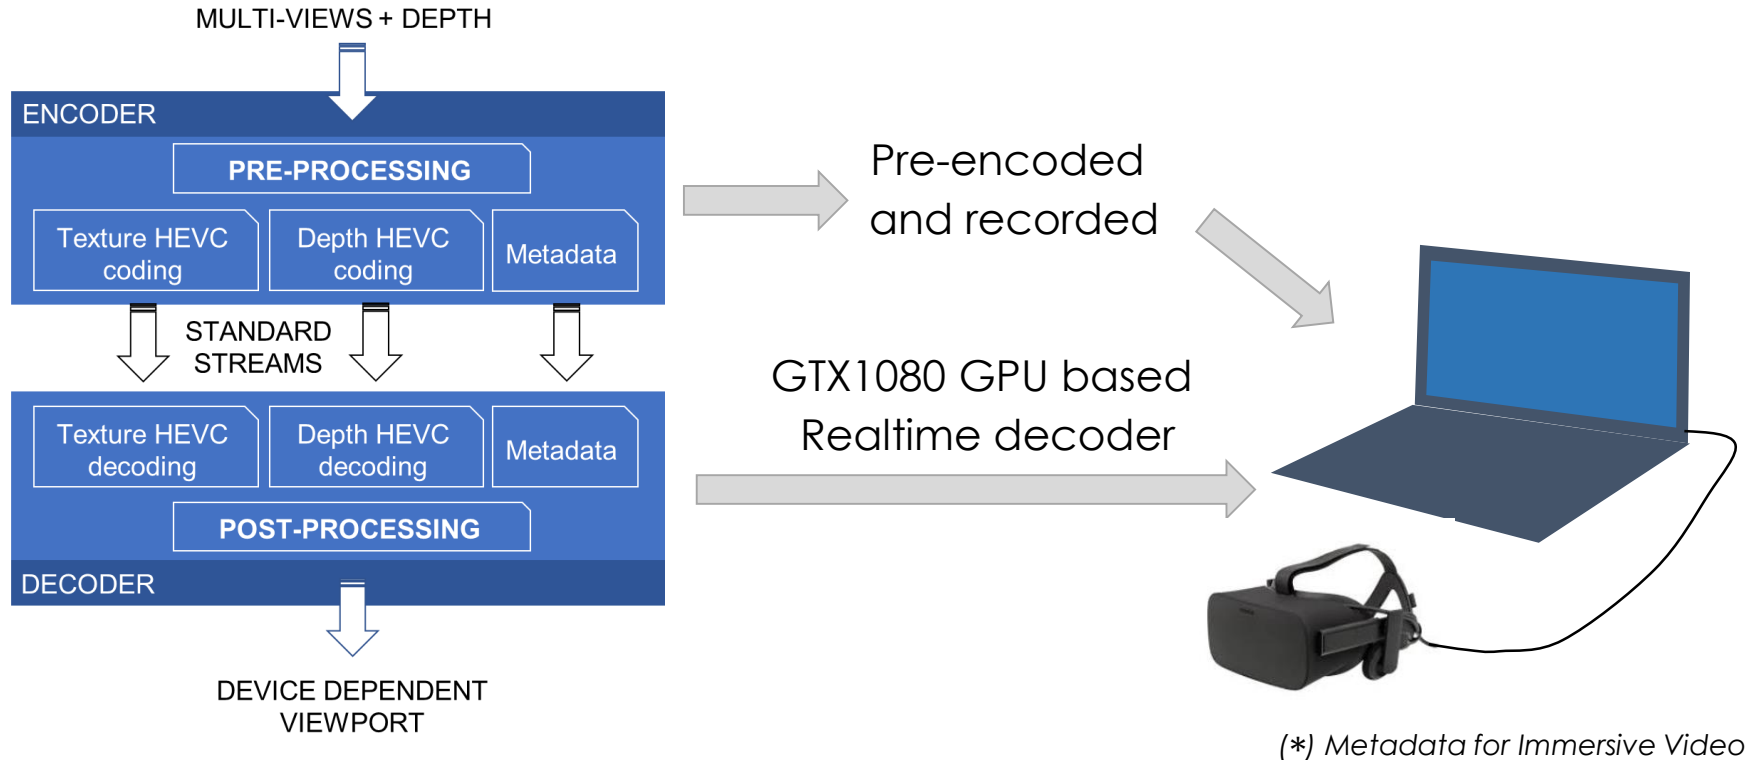 MULTI-VIEWS + DEPTH
ENCODER
PRE-PROCESSING
Texture HEVC
coding
Depth HEVC
coding
Metadata
STANDARD
STREAMS
Texture HEVC
decoding
Depth HEVC
decoding
Metadata
POST-PROCESSING
DECODER
DEVICE DEPENDENT
VIEWPORT
Pre-encoded
and recorded
GTX1080 GPU based
Realtime decoder
(*) Metadata for Immersive Video